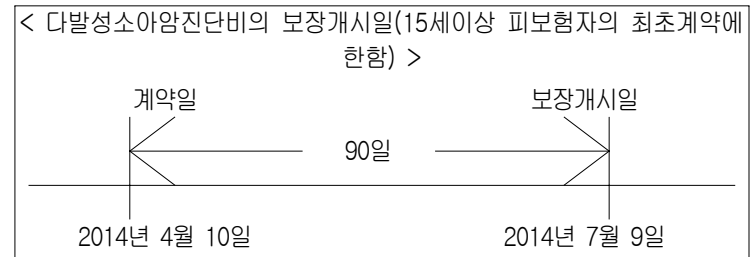 < 다발성소아암진단비의 보장개시일(15세이상 피보험자의 최초계약에
한함) >
계약일 보장개시일
90일
2014년 4월 10일 2014년 7월 9일